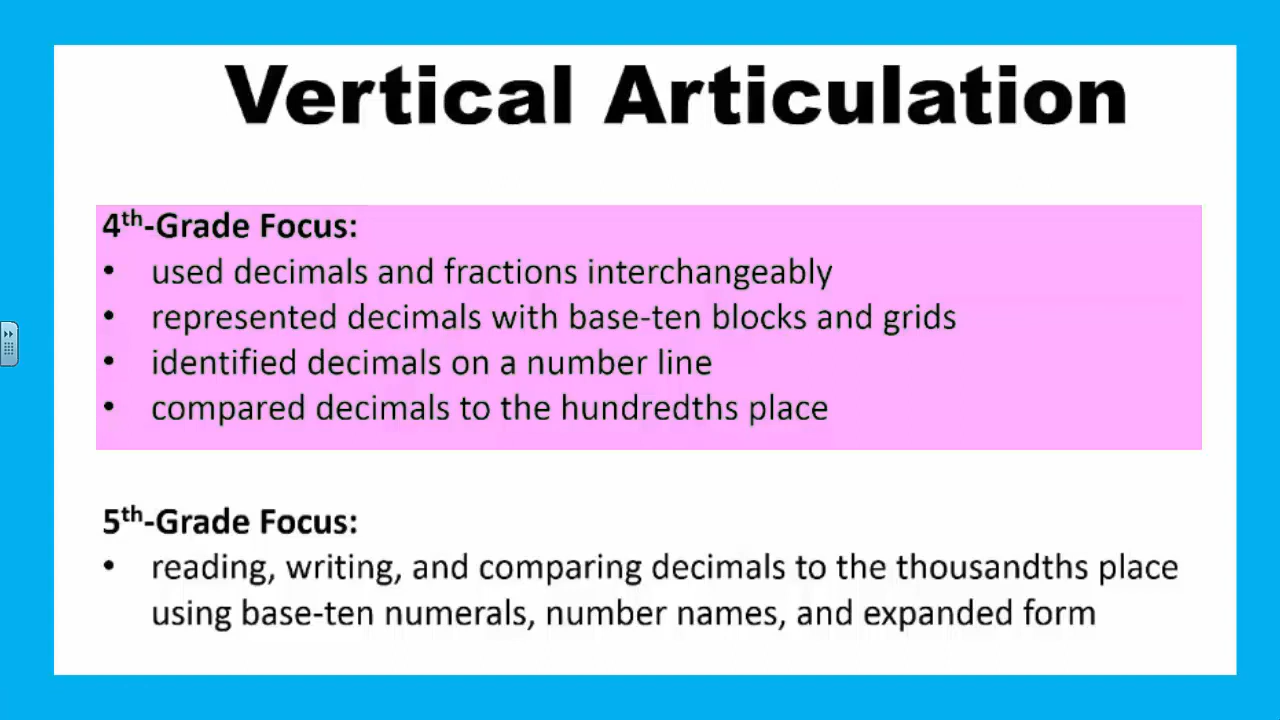 Vertical Articulation
4th-Grade Focus:
• used decimals and fractions interchangeably
• represented decimals with base-ten blocks and grids
• identified decimals on a number line
• compared decimals to the hundredths place
5th-Grade Focus:
• reading, writing, and comparing decimals to the thousandths place
using base-ten numerals, number names, and expanded form